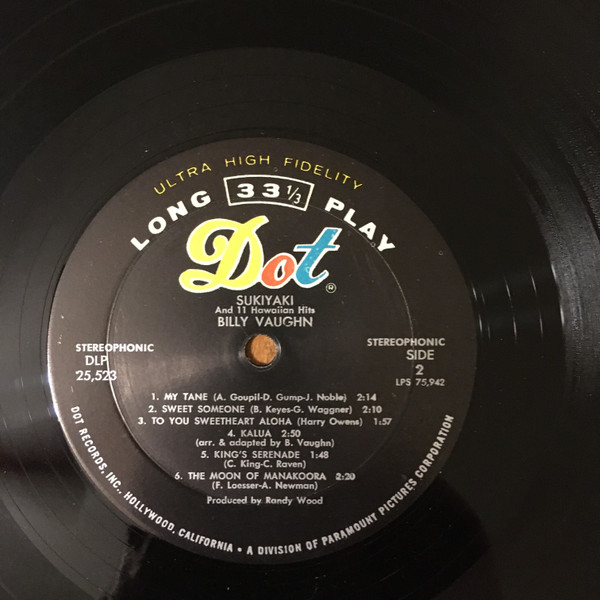 ULTRA HIGH FIDELITY
LONG 33 1/3 PLAY
Dot®
SUKIYAKI
And 11 Hawaiian Hits
BILLY VAUGHN
STEREOPHONIC
DLP
25,523
STEREOPHONIC
SIDE
2
LPS 75,942
1. MY TANE (A. Goupil-D. Gump-J. Noble) 2:14
2. SWEET SOMEONE (B. Keyes-G. Waggner) 2:10
3. TO YOU SWEETHEART ALOHA (Harry Owens) 1:57
4. KALUA 2:50
(arr. & adapted by B. Vaughn)
5. KING'S SERENADE 1:48
(C. King-C. Raven)
6. THE MOON OF MANAKOORA 2:20
(F. Loesser-A. Newman)
Produced by Randy Wood
DOT RECORDS, INC., HOLLYWOOD, CALIFORNIA • A DIVISION OF PARAMOUNT PICTURES CORPORATION